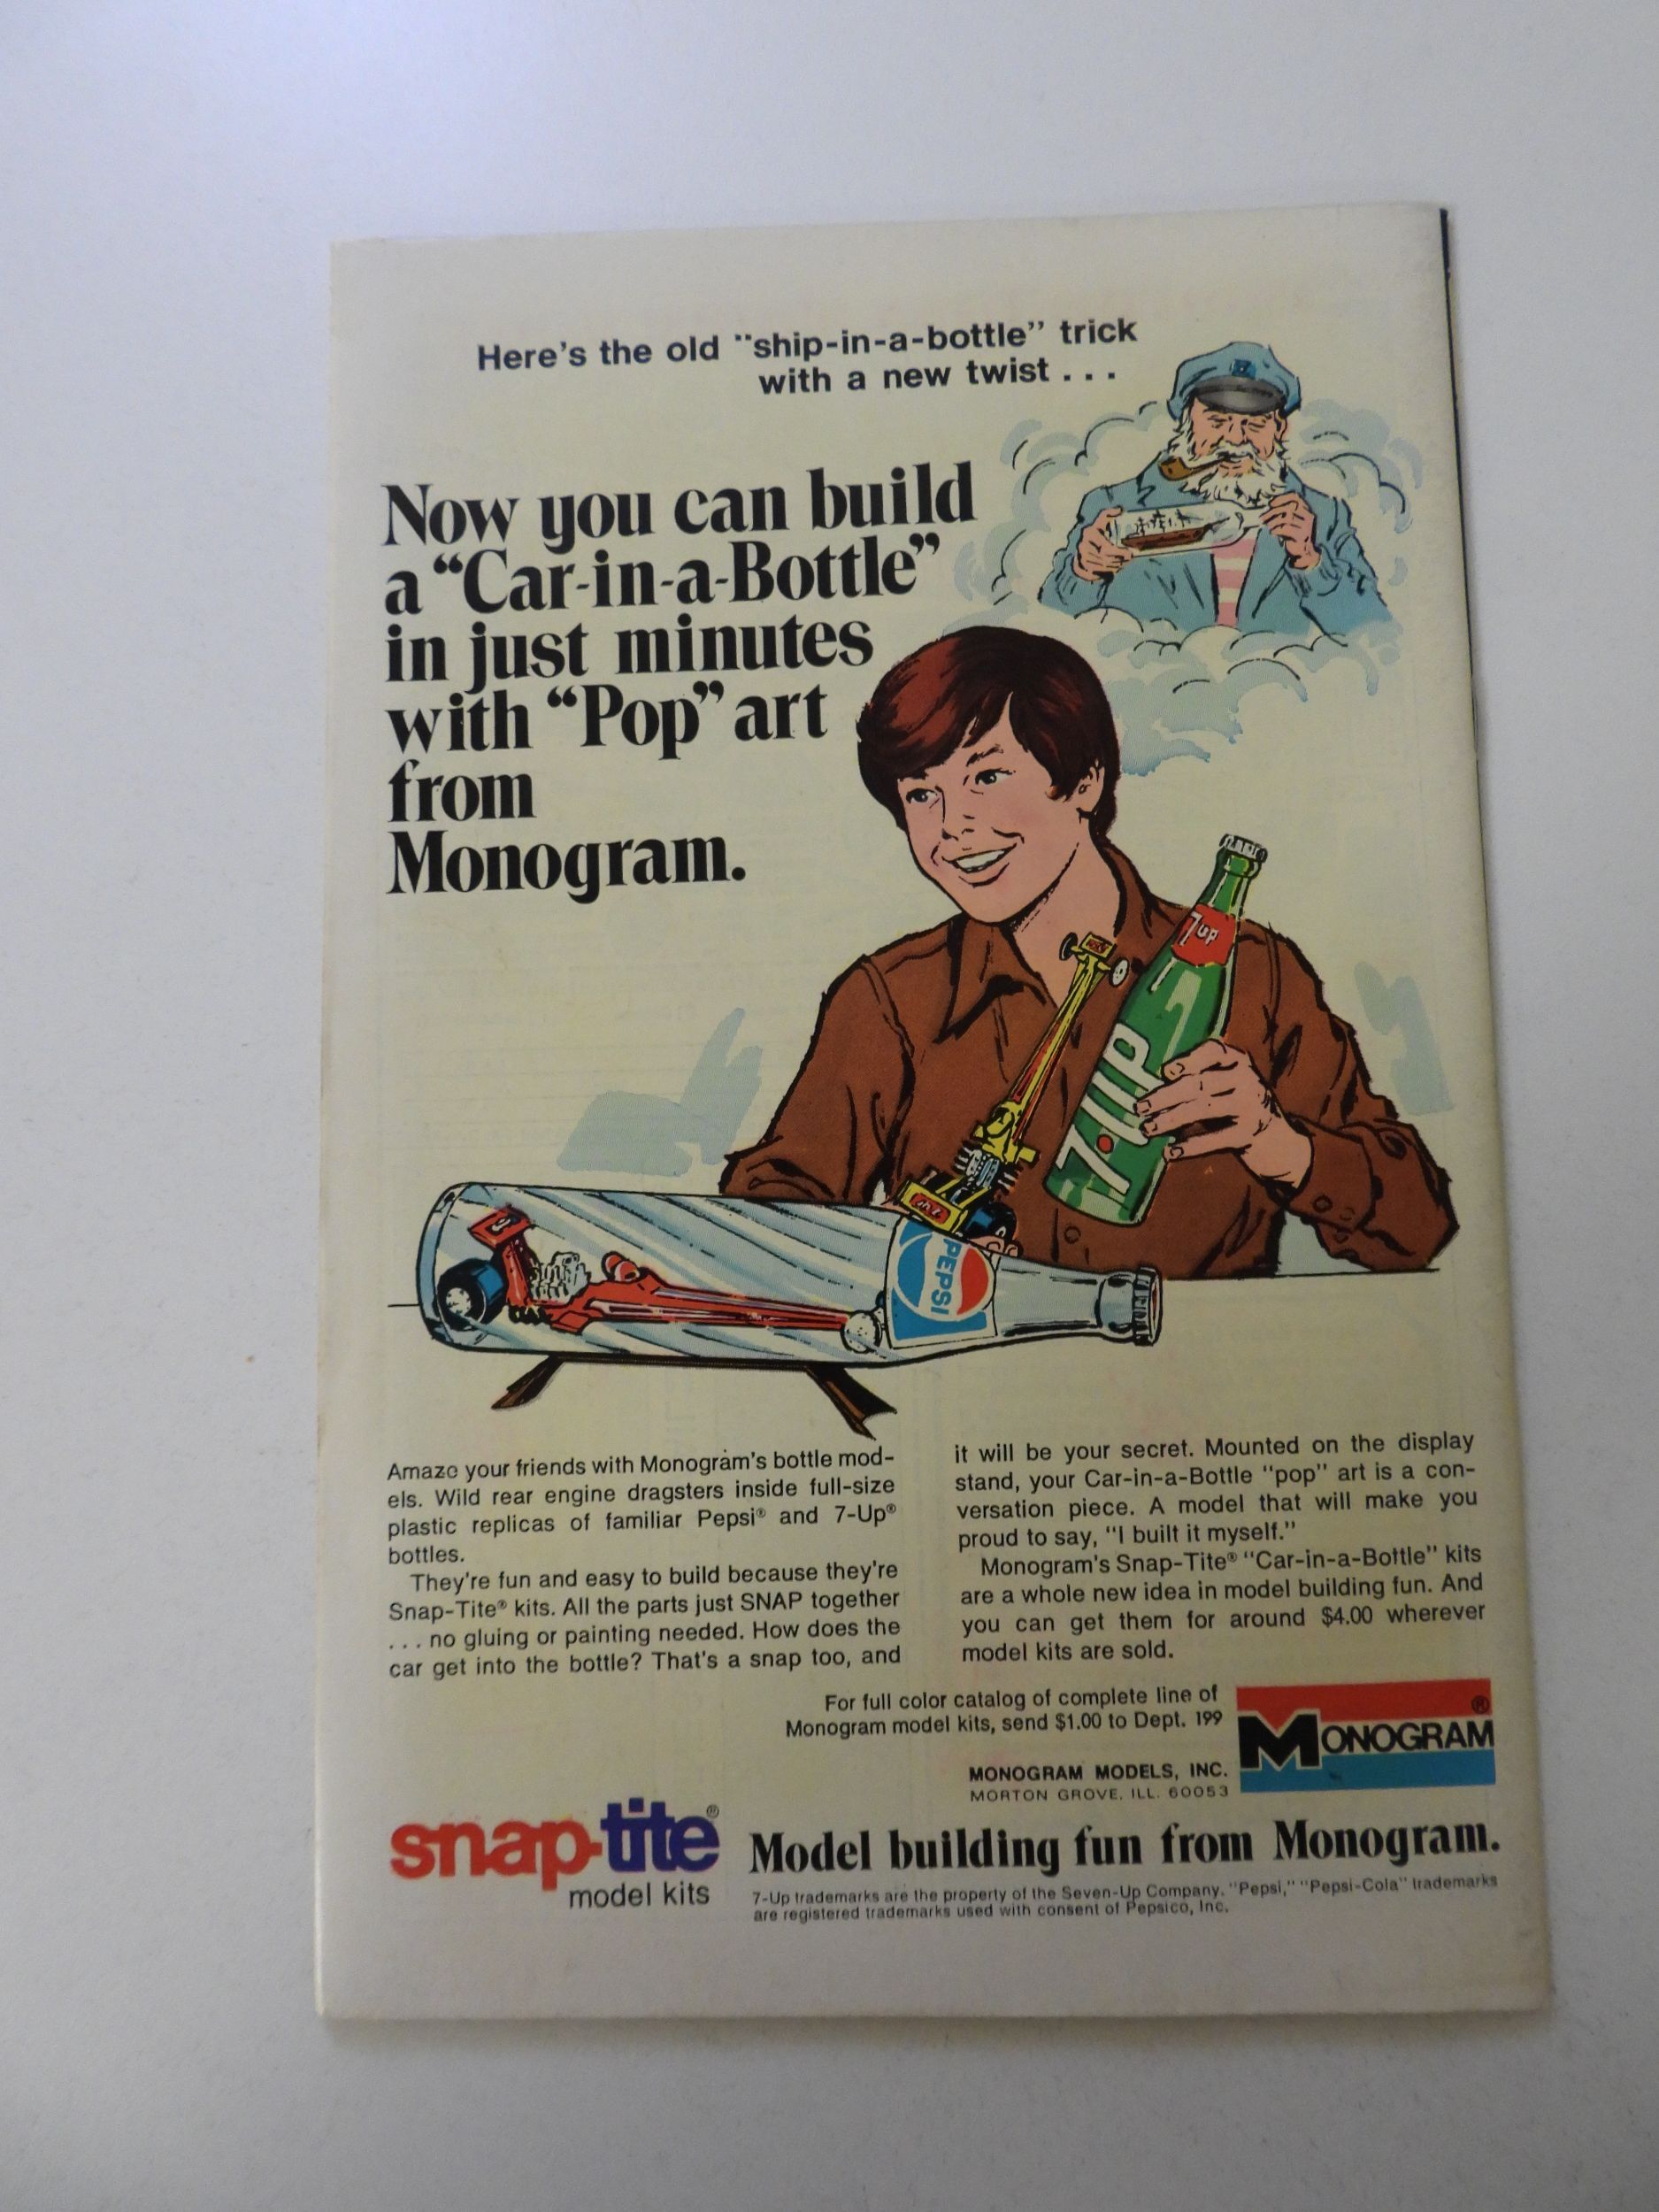 Here's the old "ship-in-a-bottle" trick
with a new twist . . .
Now you can build
a “Car-in-a-Bottle”
in just minutes
with “Pop” art
from
Monogram.
7up
7·UP
PEPSI
Amaze your friends with Monogram's bottle mod-
els. Wild rear engine dragsters inside full-size
plastic replicas of familiar Pepsi® and 7-Up®
bottles.
They're fun and easy to build because they're
Snap-Tite® kits. All the parts just SNAP together
. . . no gluing or painting needed. How does the
car get into the bottle? That's a snap too, and
it will be your secret. Mounted on the display
stand, your Car-in-a-Bottle "pop" art is a con-
versation piece. A model that will make you
proud to say, "I built it myself."
Monogram's Snap-Tite® "Car-in-a-Bottle" kits
are a whole new idea in model building fun. And
you can get them for around $4.00 wherever
model kits are sold.
For full color catalog of complete line of
Monogram model kits, send $1.00 to Dept. 199
MONOGRAM MODELS, INC.
MORTON GROVE, ILL. 60053
MONOGRAM®
snap-tite®
model kits
Model building fun from Monogram.
7-Up trademarks are the property of the Seven-Up Company. "Pepsi," "Pepsi-Cola" trademarks
are registered trademarks used with consent of Pepsico, Inc.